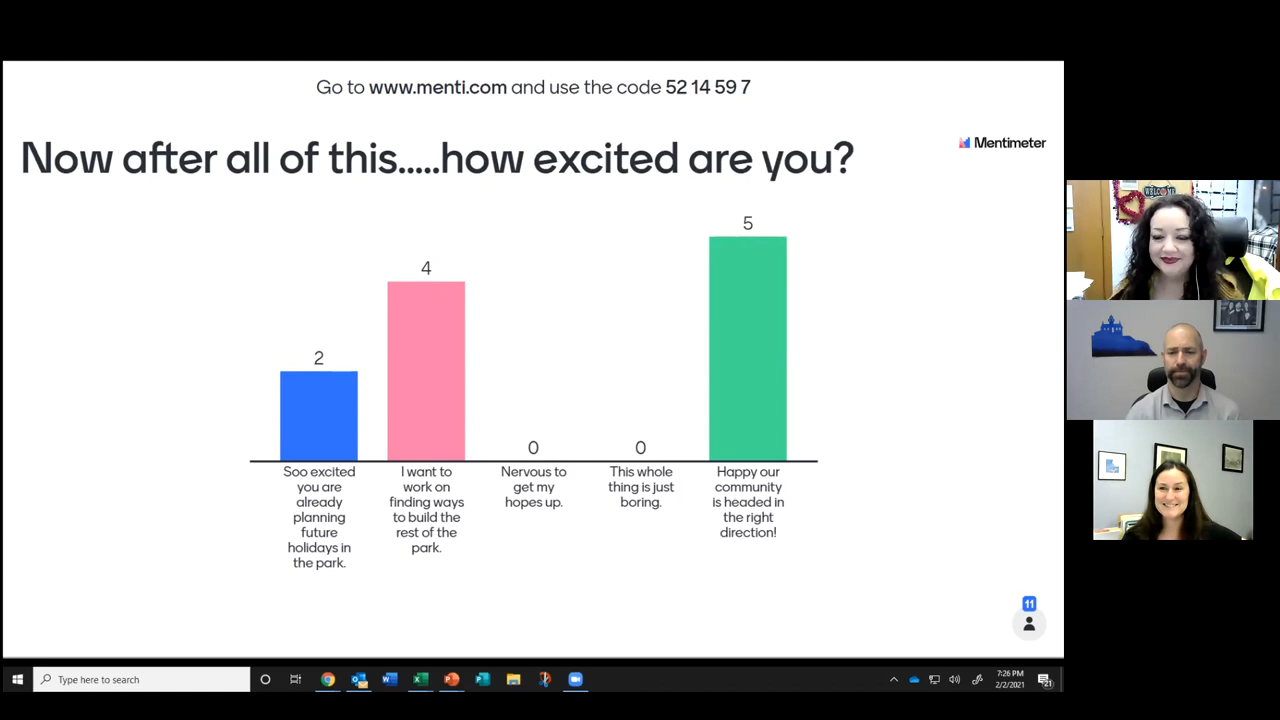 Go to www.menti.com and use the code 52 14 59 7
Now after all of this.....how excited are you?
Mentimeter
2
4
0
0
5
Soo excited
you are
already
planning
future
holidays in
the park.
I want to
work on
finding ways
to build the
rest of the
park.
Nervous to
get my
hopes up.
This whole
thing is just
boring.
Happy our
community
is headed in
the right
direction!
11
WELCOME
Type here to search
7:26 PM
2/2/2021
21